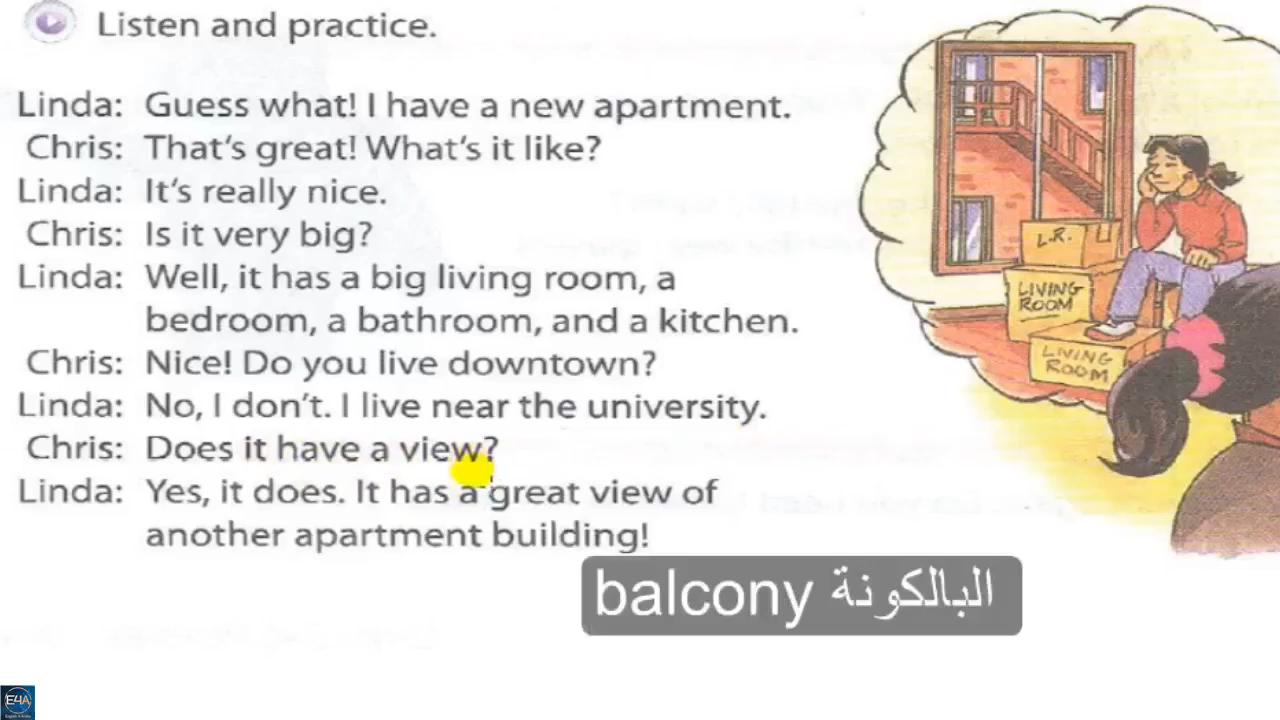 Listen and practice.
Linda: Guess what! I have a new apartment.
Chris: That's great! What's it like?
Linda: It's really nice.
Chris: Is it very big?
Linda: Well, it has a big living room, a
bedroom, a bathroom, and a kitchen.
Chris: Nice! Do you live downtown?
Linda: No, I don't. I live near the university.
Chris: Does it have a view?
Linda: Yes, it does. It has a great view of
another apartment building!
L.R.
LIVING
ROOM
LIVING
ROOM
balcony البالكونة
E4A